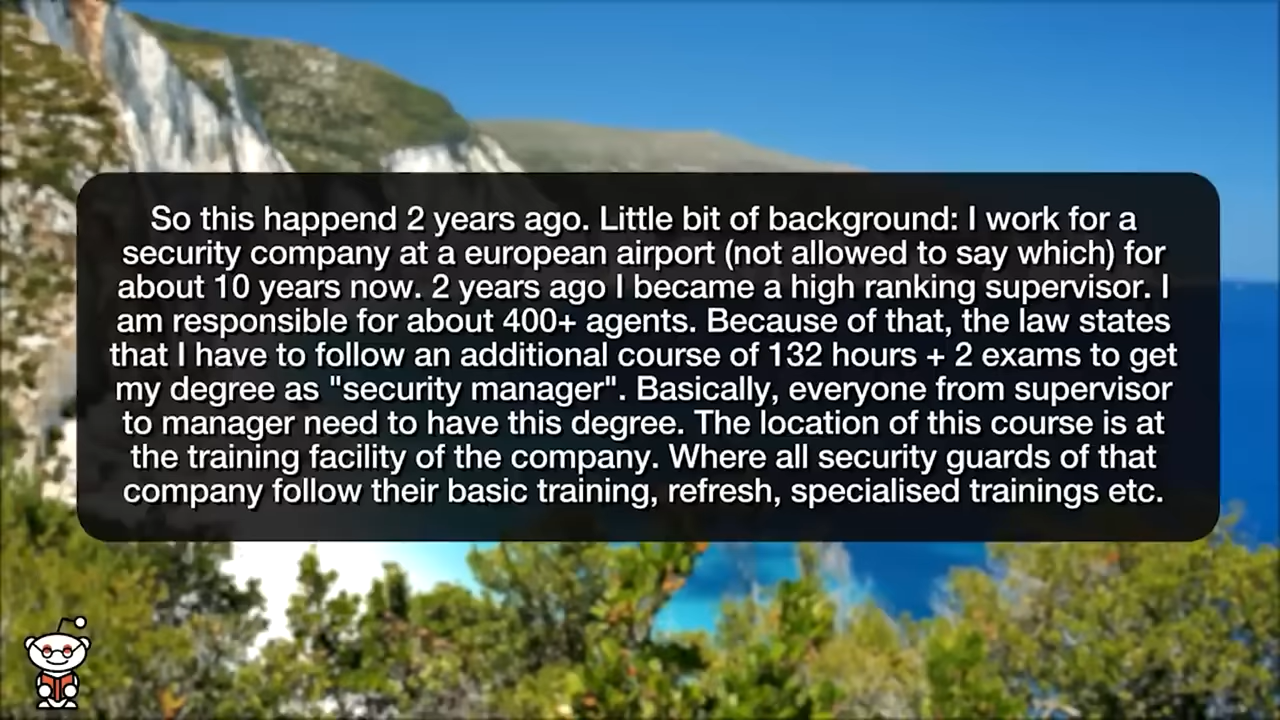 So this happend 2 years ago. Little bit of background: I work for a
security company at a european airport (not allowed to say which) for
about 10 years now. 2 years ago I became a high ranking supervisor. I
am responsible for about 400+ agents. Because of that, the law states
that I have to follow an additional course of 132 hours + 2 exams to get
my degree as "security manager". Basically, everyone from supervisor
to manager need to have this degree. The location of this course is at
the training facility of the company. Where all security guards of that
company follow their basic training, refresh, specialised trainings etc.